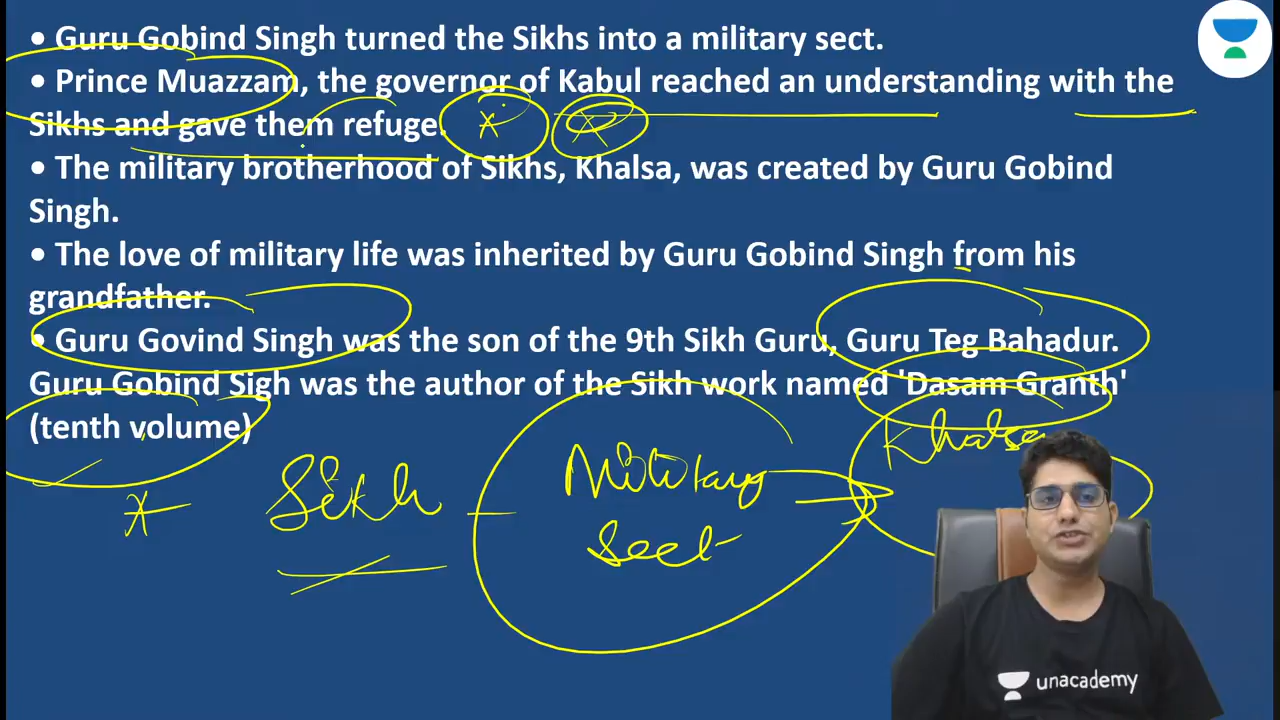 • Guru Gobind Singh turned the Sikhs into a military sect.
• Prince Muazzam, the governor of Kabul reached an understanding with the
Sikhs and gave them refuge.
• The military brotherhood of Sikhs, Khalsa, was created by Guru Gobind
Singh.
• The love of military life was inherited by Guru Gobind Singh from his
grandfather.
• Guru Govind Singh was the son of the 9th Sikh Guru, Guru Teg Bahadur.
Guru Gobind Sigh was the author of the Sikh work named 'Dasam Granth'
(tenth volume)
Khalsa
Sikh - Military
Sect
unacademy